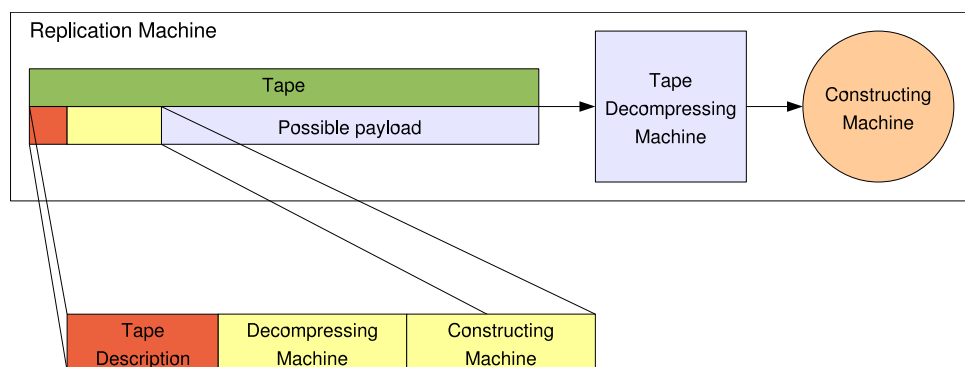 Replication Machine
Tape
Possible payload
Tape
Decompressing
Machine
Constructing
Machine
Tape
Description
Decompressing
Machine
Constructing
Machine